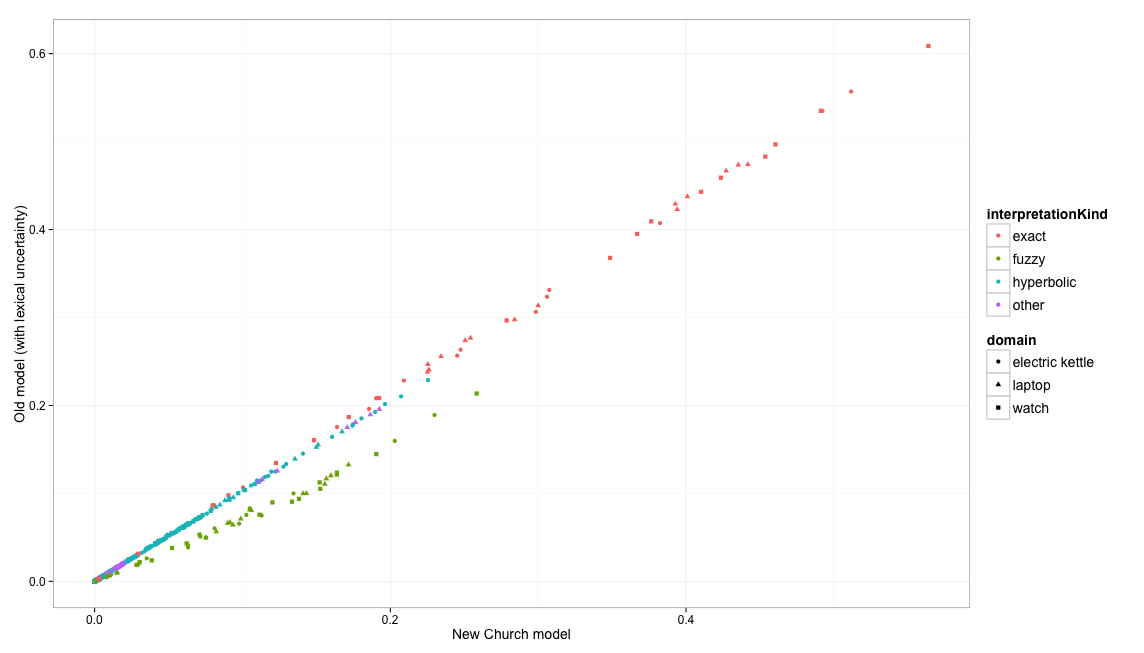 0.6
0.4
0.2
0.0
Old model (with lexical uncertainty)
0.0
0.2
0.4
New Church model
interpretationKind
exact
fuzzy
hyperbolic
other
domain
electric kettle
laptop
watch